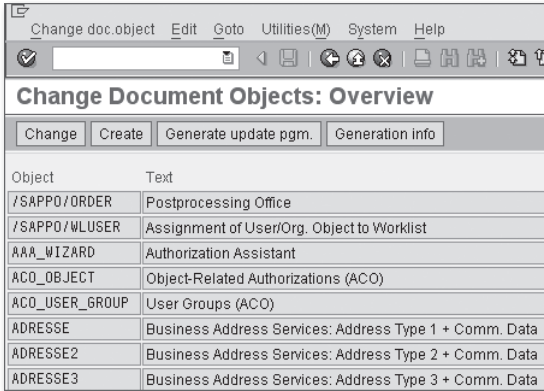 Change doc.object Edit Goto Utilities(M) System Help
Change Document Objects: Overview
Change Create Generate update pgm. Generation info
Object Text
/SAPPO/ORDER Postprocessing Office
/SAPPO/WLUSER Assignment of User/Org. Object to Worklist
AAA_WIZARD Authorization Assistant
ACO_OBJECT Object-Related Authorizations (ACO)
ACO_USER_GROUP User Groups (ACO)
ADRESSE Business Address Services: Address Type 1 + Comm. Data
ADRESSE2 Business Address Services: Address Type 2 + Comm. Data
ADRESSE3 Business Address Services: Address Type 3 + Comm. Data